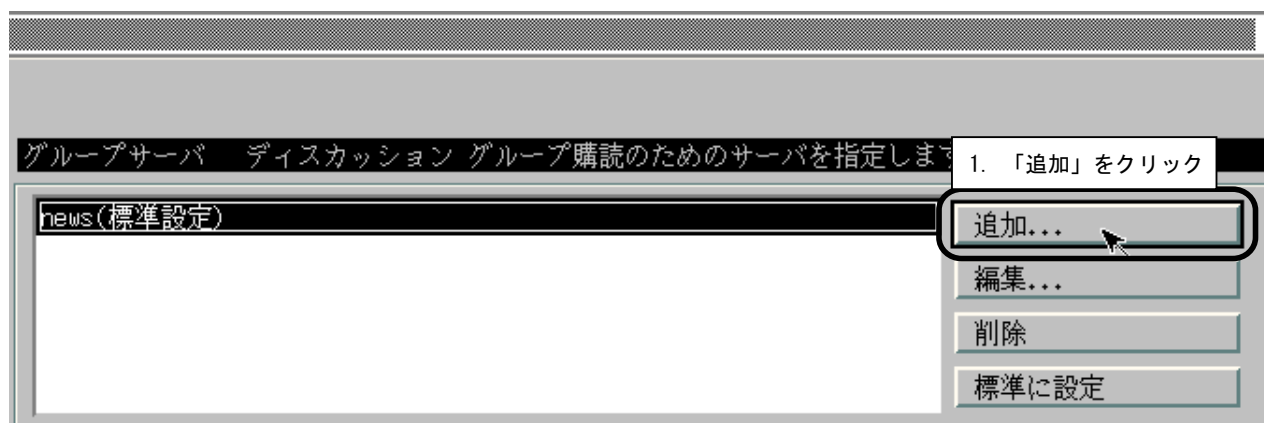 グループサーバ ディスカッション グループ購読のためのサーバを指定しま
1. 「追加」をクリック
news(標準設定)
追加...
編集...
削除
標準に設定